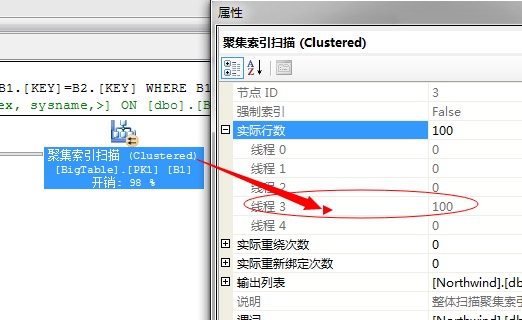 属性
聚集索引扫描 (Clustered)
节点 ID 3
强制索引 False
实际行数 100
线程 0 0
线程 1 0
线程 2 0
线程 3 100
线程 4 0
实际重绕次数 0
实际重新绑定次数 0
输出列表 [Northwind].[db
说明 整体扫描聚集索引
谓词 [Northwind].[db
B1.[KEY]=B2.[KEY] WHERE B1
ex, sysname,>] ON [dbo].[B
聚集索引扫描 (Clustered)
[BigTable].[PK1] [B1]
开销: 98 %